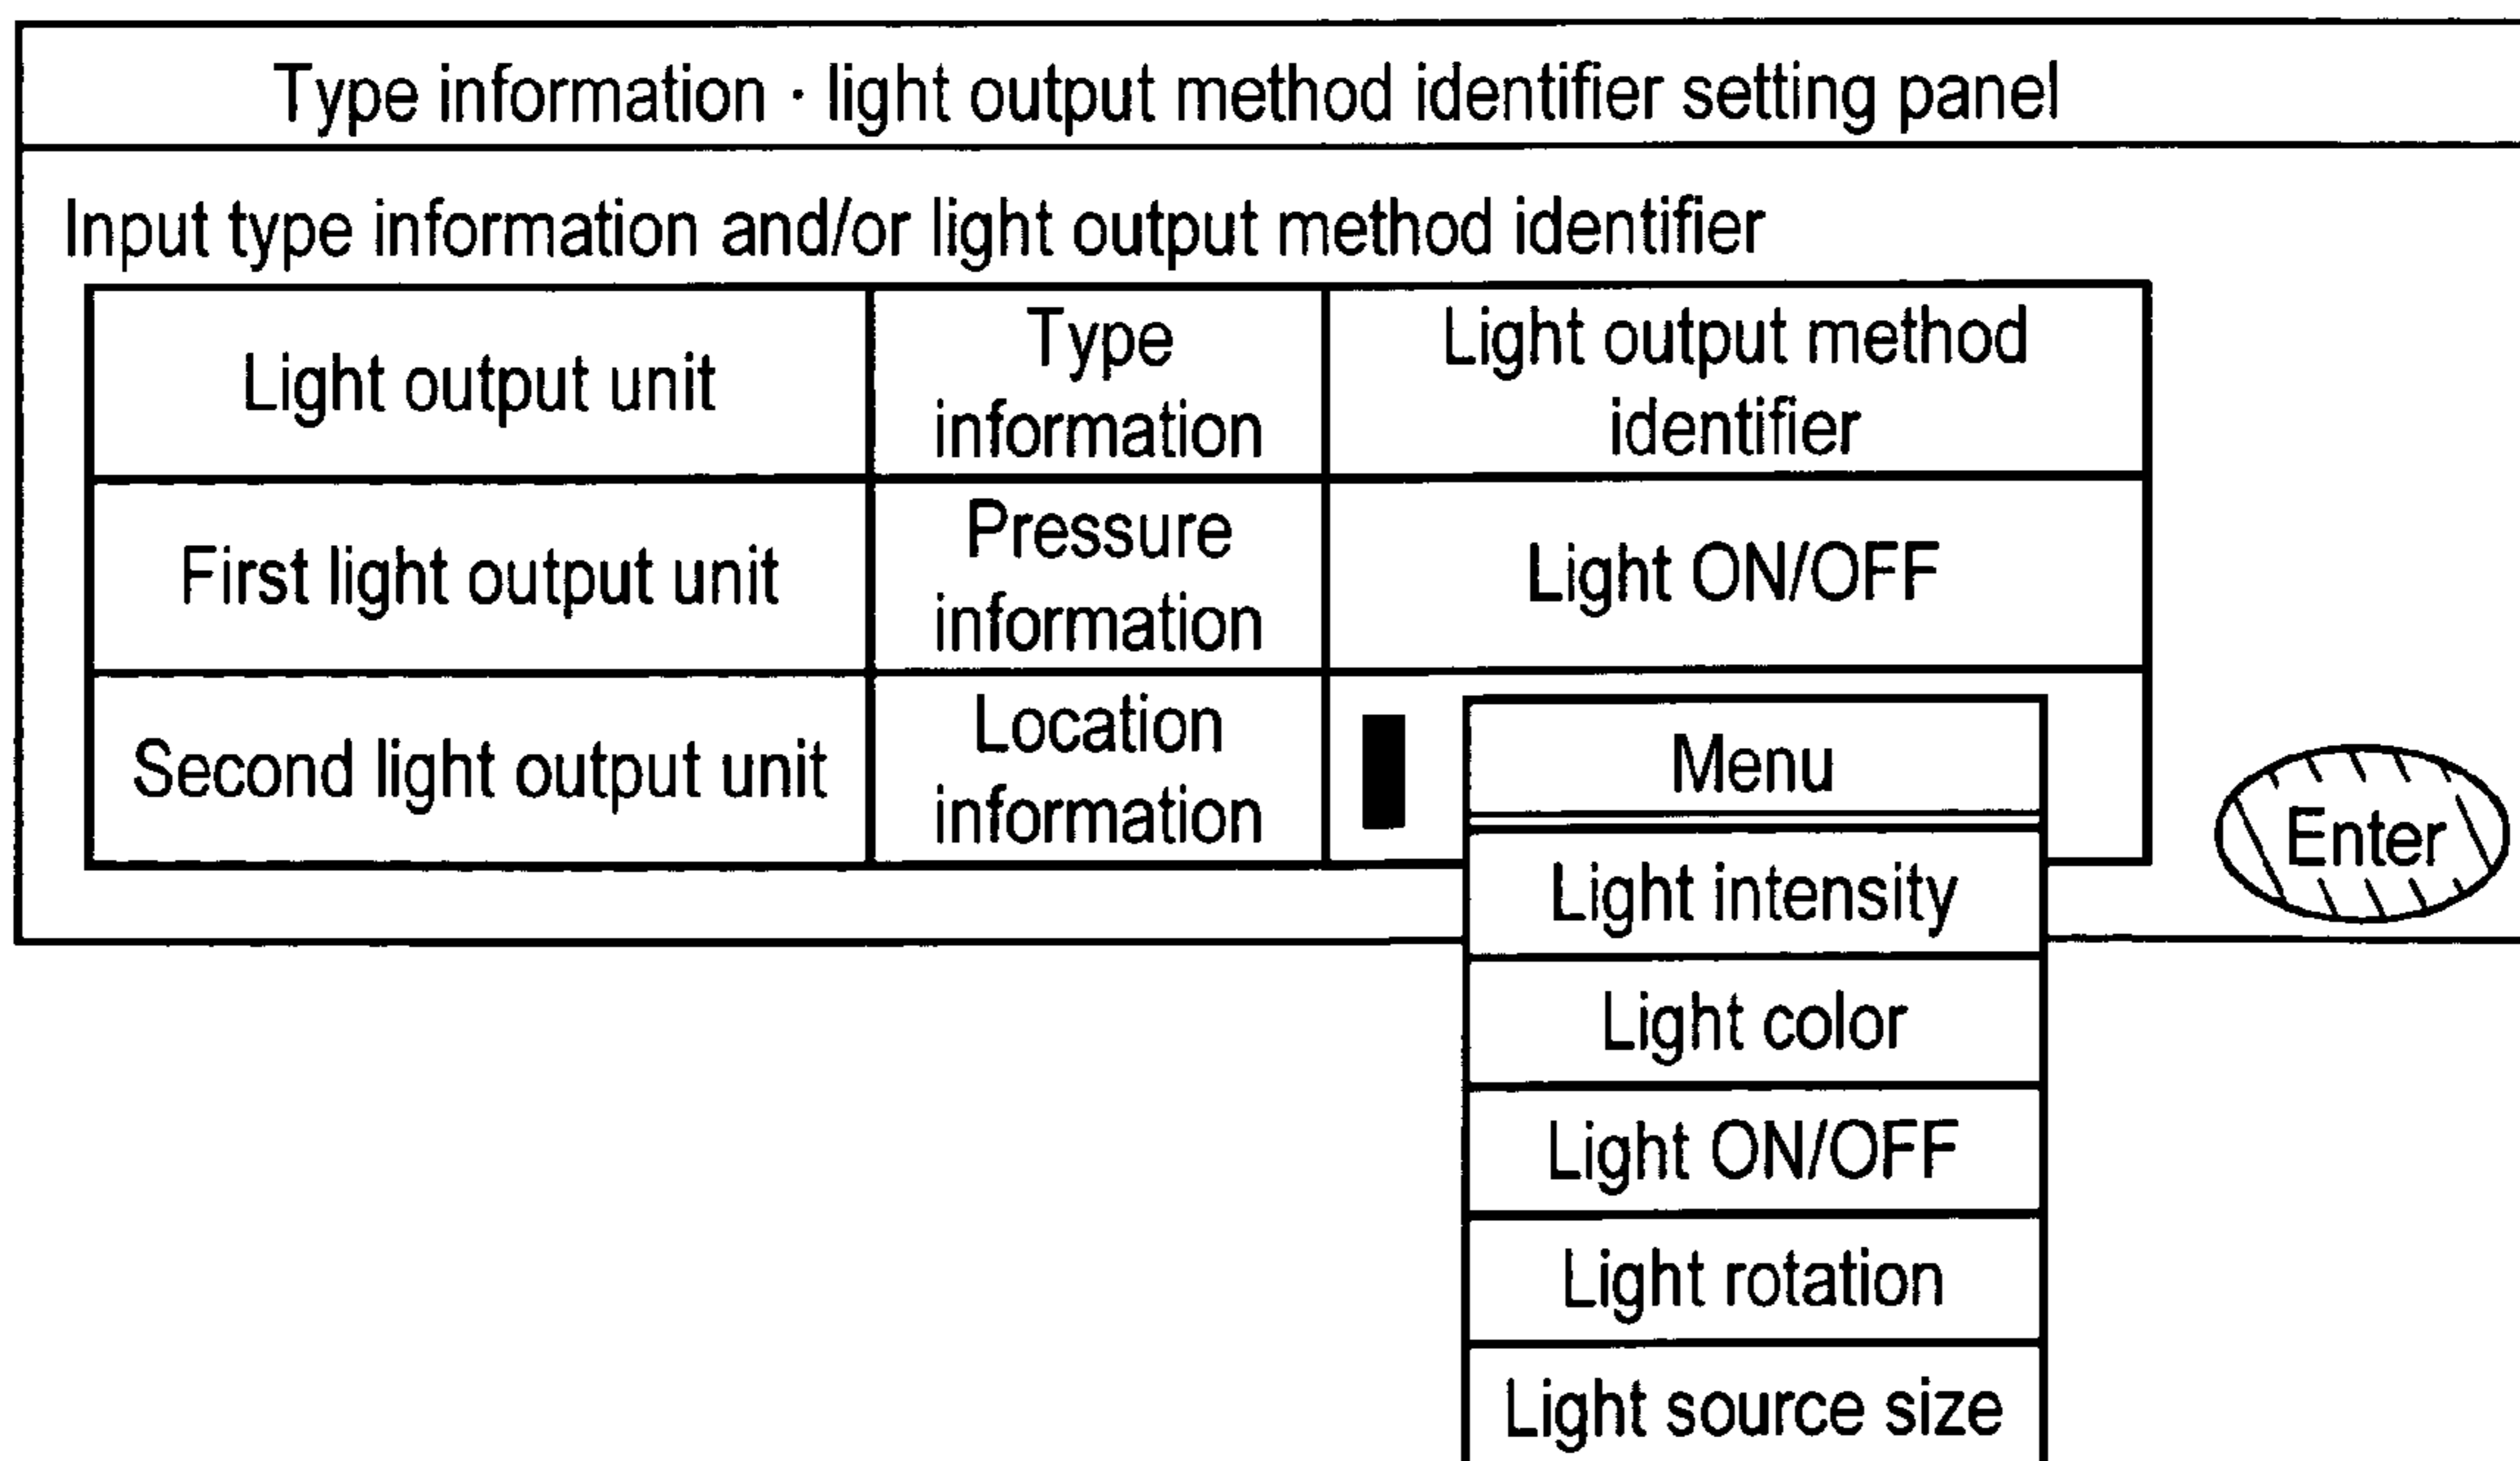 Type information · light output method identifier setting panel
Input type information and/or light output method identifier
Light output unit
Type
information
Light output method
identifier
First light output unit
Pressure
information
Light ON/OFF
Second light output unit
Location
information
Menu
Light intensity
Light color
Light ON/OFF
Light rotation
Light source size
Enter